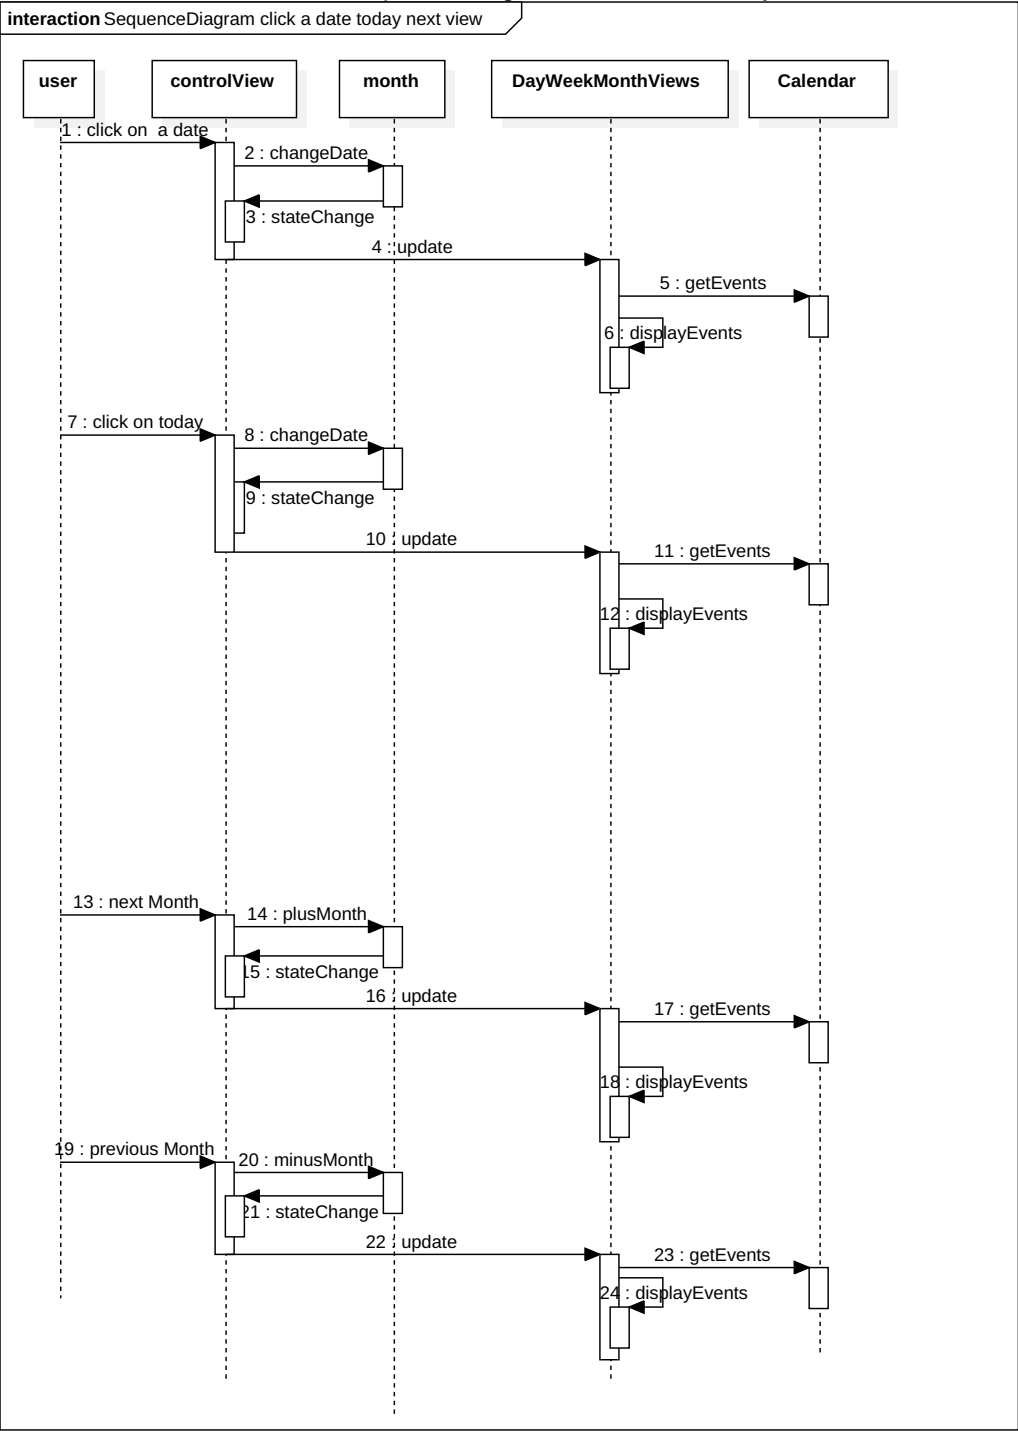 interaction SequenceDiagram click a date today next view
user
controlView
month
DayWeekMonthViews
Calendar
1 : click on  a date
2 : changeDate
3 : stateChange
4 : update
5 : getEvents
6 : displayEvents
7 : click on today
8 : changeDate
9 : stateChange
10 : update
11 : getEvents
12 : displayEvents
13 : next Month
14 : plusMonth
15 : stateChange
16 : update
17 : getEvents
18 : displayEvents
19 : previous Month
20 : minusMonth
21 : stateChange
22 : update
23 : getEvents
24 : displayEvents